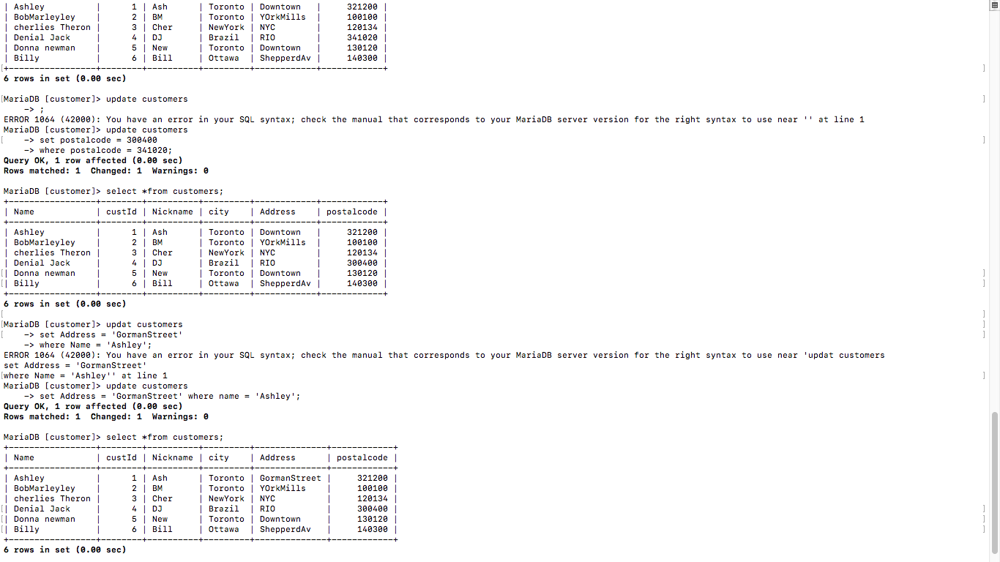 | Ashley          |      1 | Ash      | Toronto | Downtown   |     321200 |
| BobMarleyley    |      2 | BM       | Toronto | YOrkMills  |     100100 |
| cherlies Theron |      3 | Cher     | NewYork | NYC        |     120134 |
| Denial Jack     |      4 | DJ       | Brazil  | RIO        |     341020 |
| Donna newman    |      5 | New      | Toronto | Downtown   |     130120 |
| Billy           |      6 | Bill     | Ottawa  | ShepperdAv |     140300 |
+-----------------+--------+----------+---------+------------+------------+
6 rows in set (0.00 sec)
MariaDB [customer]> update customers
    -> ;
ERROR 1064 (42000): You have an error in your SQL syntax; check the manual that corresponds to your MariaDB server version for the right syntax to use near '' at line 1
MariaDB [customer]> update customers
    -> set postalcode = 300400
    -> where postalcode = 341020;
Query OK, 1 row affected (0.00 sec)
Rows matched: 1  Changed: 1  Warnings: 0
MariaDB [customer]> select *from customers;
+-----------------+--------+----------+---------+------------+------------+
| Name            | custId | Nickname | city    | Address    | postalcode |
+-----------------+--------+----------+---------+------------+------------+
| Ashley          |      1 | Ash      | Toronto | Downtown   |     321200 |
| BobMarleyley    |      2 | BM       | Toronto | YOrkMills  |     100100 |
| cherlies Theron |      3 | Cher     | NewYork | NYC        |     120134 |
| Denial Jack     |      4 | DJ       | Brazil  | RIO        |     300400 |
| Donna newman    |      5 | New      | Toronto | Downtown   |     130120 |
| Billy           |      6 | Bill     | Ottawa  | ShepperdAv |     140300 |
+-----------------+--------+----------+---------+------------+------------+
6 rows in set (0.00 sec)
MariaDB [customer]> updat customers
    -> set Address = 'GormanStreet'
    -> where Name = 'Ashley';
ERROR 1064 (42000): You have an error in your SQL syntax; check the manual that corresponds to your MariaDB server version for the right syntax to use near 'updat customers
set Address = 'GormanStreet'
where Name = 'Ashley'' at line 1
MariaDB [customer]> update customers
    -> set Address = 'GormanStreet' where name = 'Ashley';
Query OK, 1 row affected (0.00 sec)
Rows matched: 1  Changed: 1  Warnings: 0
MariaDB [customer]> select *from customers;
+-----------------+--------+----------+---------+--------------+------------+
| Name            | custId | Nickname | city    | Address      | postalcode |
+-----------------+--------+----------+---------+--------------+------------+
| Ashley          |      1 | Ash      | Toronto | GormanStreet |     321200 |
| BobMarleyley    |      2 | BM       | Toronto | YOrkMills    |     100100 |
| cherlies Theron |      3 | Cher     | NewYork | NYC          |     120134 |
| Denial Jack     |      4 | DJ       | Brazil  | RIO          |     300400 |
| Donna newman    |      5 | New      | Toronto | Downtown     |     130120 |
| Billy           |      6 | Bill     | Ottawa  | ShepperdAv   |     140300 |
+-----------------+--------+----------+---------+--------------+------------+
6 rows in set (0.00 sec)